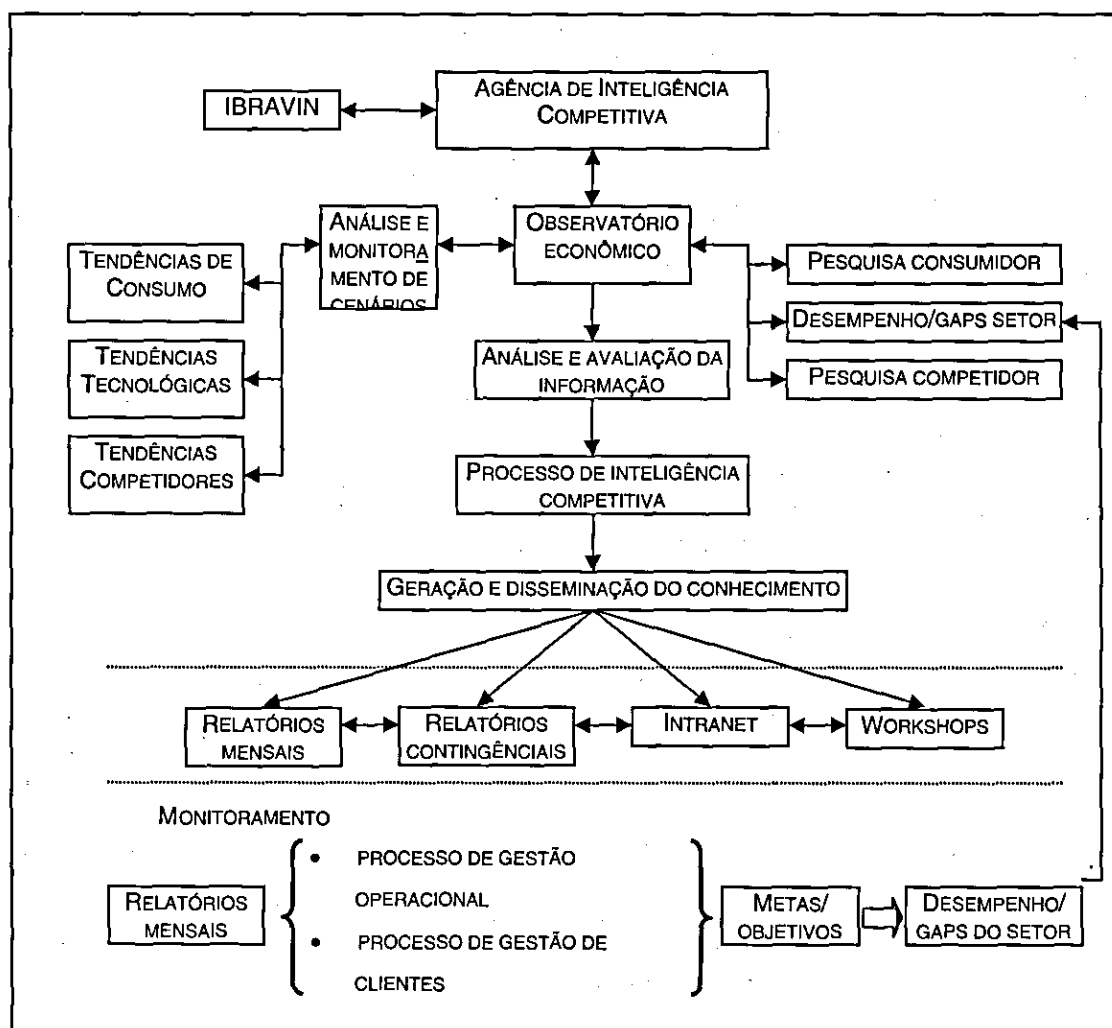 IBRAVIN
AGÊNCIA DE INTELIGÊNCIA
COMPETITIVA
ANÁLISE E
MONITORA
MENTO DE
CENÁRIOS
OBSERVATÓRIO
ECONÔMICO
TENDÊNCIAS DE
CONSUMO
TENDÊNCIAS
TECNOLÓGICAS
TENDÊNCIAS
COMPETIDORES
PESQUISA CONSUMIDOR
DESEMPENHO/GAPS SETOR
PESQUISA COMPETIDOR
ANÁLISE E AVALIAÇÃO DA
INFORMAÇÃO
PROCESSO DE INTELIGÊNCIA
COMPETITIVA
GERAÇÃO E DISSEMINAÇÃO DO CONHECIMENTO
RELATÓRIOS
MENSAIS
RELATÓRIOS
CONTINGÊNCIAIS
INTRANET
WORKSHOPS
MONITORAMENTO
RELATÓRIOS
MENSAIS
• PROCESSO DE GESTÃO
OPERACIONAL
• PROCESSO DE GESTÃO DE
CLIENTES
METAS/
OBJETIVOS
DESEMPENHO/
GAPS DO SETOR